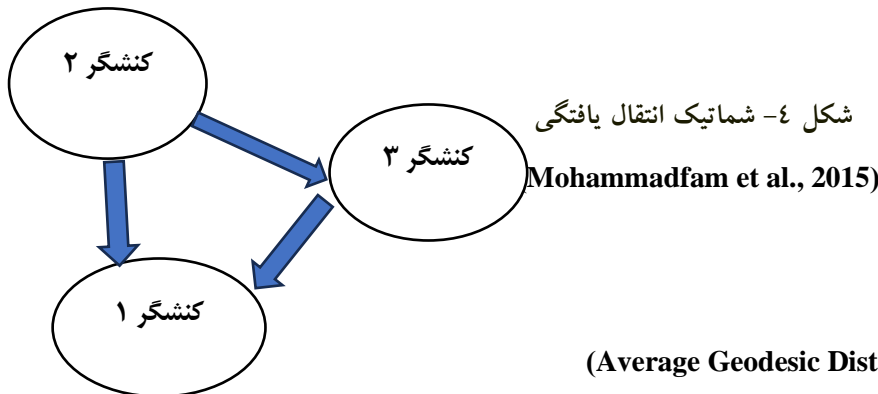 کنشگر ۲
شکل ٤- شماتیک انتقال یافتگی
کنشگر ۳
Mohammadfam et al., 2015)
کنشگر ۱
(Average Geodesic Dist